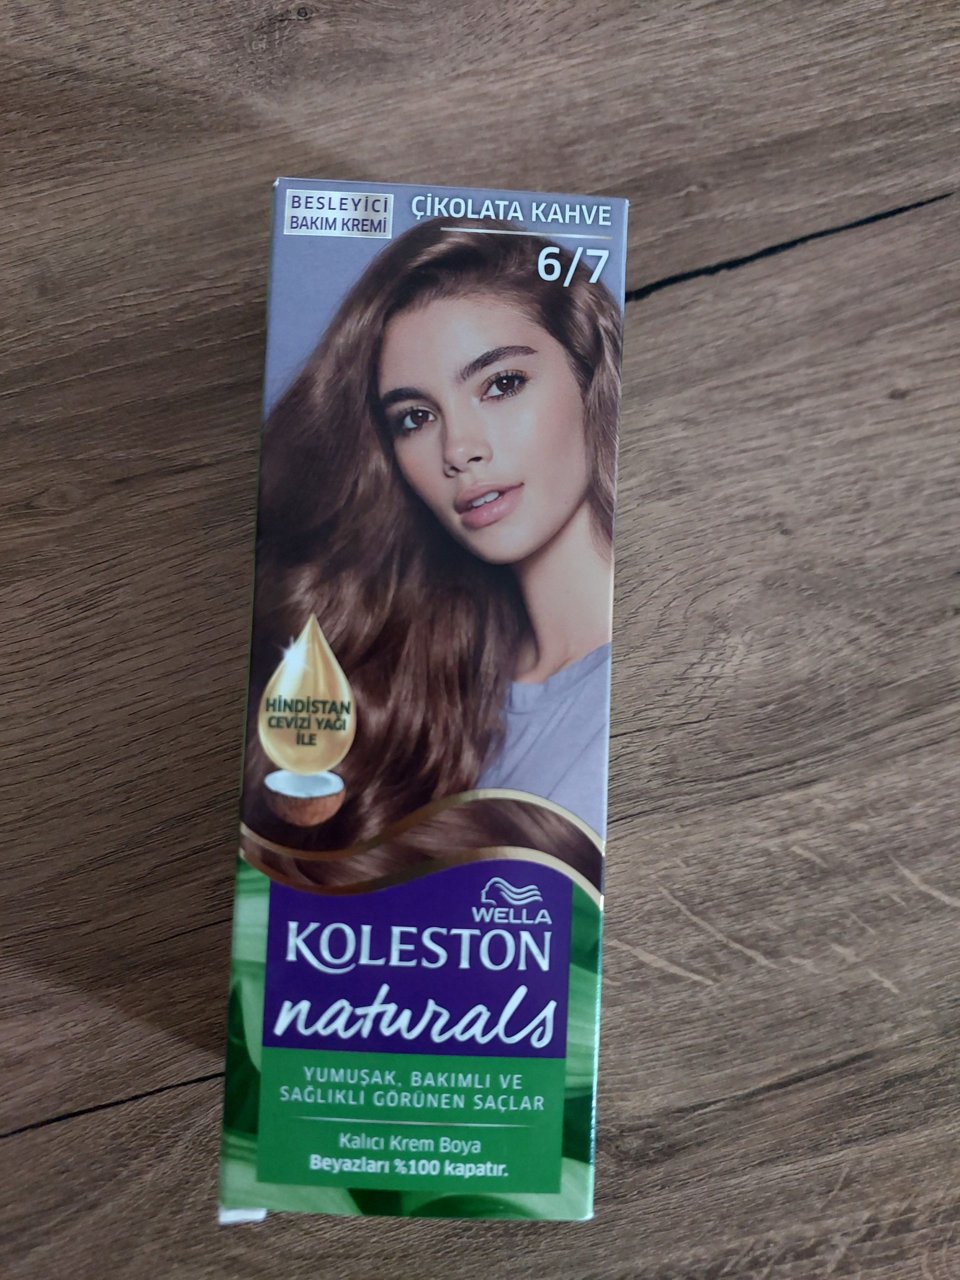 BESLEYİCİ
BAKIM KREMİ
ÇİKOLATA KAHVE
6/7
HİNDİSTAN
CEVİZİ YAĞI
İLE
WELLA
KOLESTON
naturals
YUMUŞAK, BAKIMLI VE
SAĞLIKLI GÖRÜNEN SAÇLAR
Kalıcı Krem Boya
Beyazları %100 kapatır.